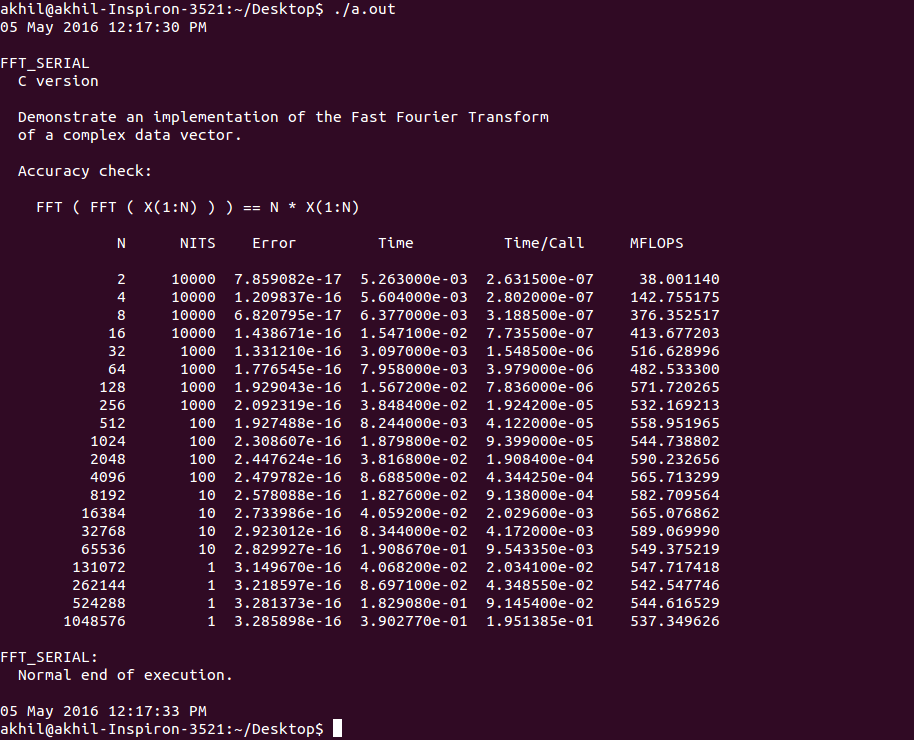 akhil@akhil-Inspiron-3521:~/Desktop$ ./a.out
05 May 2016 12:17:30 PM
FFT_SERIAL
C version
Demonstrate an implementation of the Fast Fourier Transform
of a complex data vector.
Accuracy check:
FFT ( FFT ( X(1:N) ) ) == N * X(1:N)
N NITS Error Time Time/Call MFLOPS
2 10000 7.859082e-17 5.263000e-03 2.631500e-07 38.001140
4 10000 1.209837e-16 5.604000e-03 2.802000e-07 142.755175
8 10000 6.820795e-17 6.377000e-03 3.188500e-07 376.352517
16 10000 1.438671e-16 1.547100e-02 7.735500e-07 413.677203
32 1000 1.331210e-16 3.097000e-03 1.548500e-06 516.628996
64 1000 1.776545e-16 7.958000e-03 3.979000e-06 482.533300
128 1000 1.929043e-16 1.567200e-02 7.836000e-06 571.720265
256 1000 2.092319e-16 3.848400e-02 1.924200e-05 532.169213
512 100 1.927488e-16 8.244000e-03 4.122000e-05 558.951965
1024 100 2.308607e-16 1.879800e-02 9.399000e-05 544.738802
2048 100 2.447624e-16 3.816800e-02 1.908400e-04 590.232656
4096 100 2.479782e-16 8.688500e-02 4.344250e-04 565.713299
8192 10 2.578088e-16 1.827600e-02 9.138000e-04 582.709564
16384 10 2.733986e-16 4.059200e-02 2.029600e-03 565.076862
32768 10 2.923012e-16 8.344000e-02 4.172000e-03 589.069990
65536 10 2.829927e-16 1.908670e-01 9.543350e-03 549.375219
131072 1 3.149670e-16 4.068200e-02 2.034100e-02 547.717418
262144 1 3.218597e-16 8.697100e-02 4.348550e-02 542.547746
524288 1 3.281373e-16 1.829080e-01 9.145400e-02 544.616529
1048576 1 3.285898e-16 3.902770e-01 1.951385e-01 537.349626
FFT_SERIAL:
Normal end of execution.
05 May 2016 12:17:33 PM
akhil@akhil-Inspiron-3521:~/Desktop$